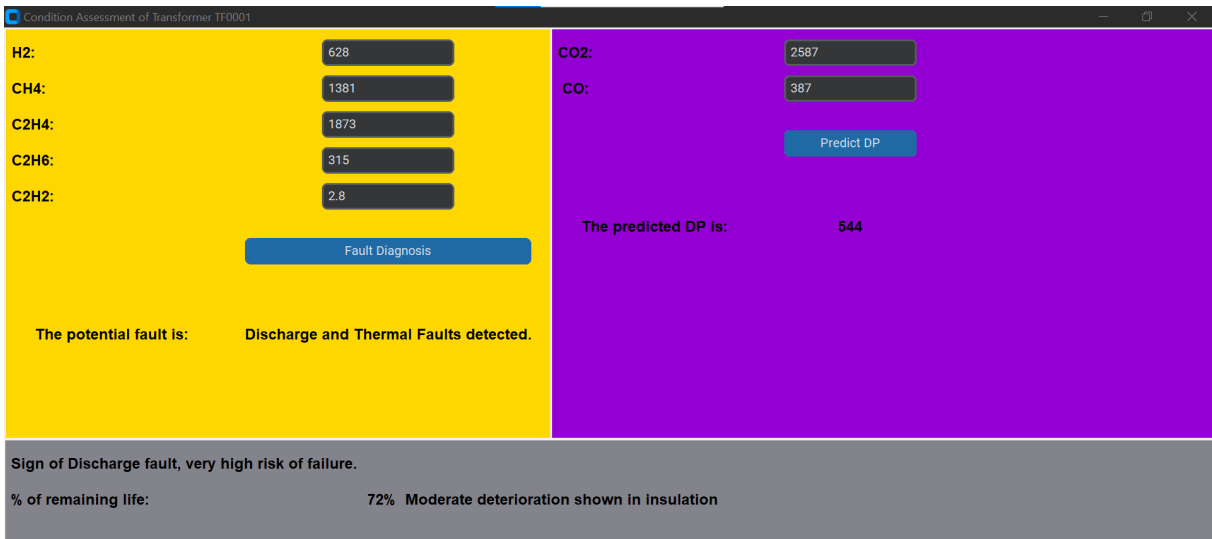 Condition Assessment of Transformer TF0001
H2: 628
CH4: 1381
C2H4: 1873
C2H6: 315
C2H2: 2.8
Fault Diagnosis
The potential fault is: Discharge and Thermal Faults detected.
CO2: 2587
CO: 387
Predict DP
The predicted DP is: 544
Sign of Discharge fault, very high risk of failure.
% of remaining life: 72% Moderate deterioration shown in insulation